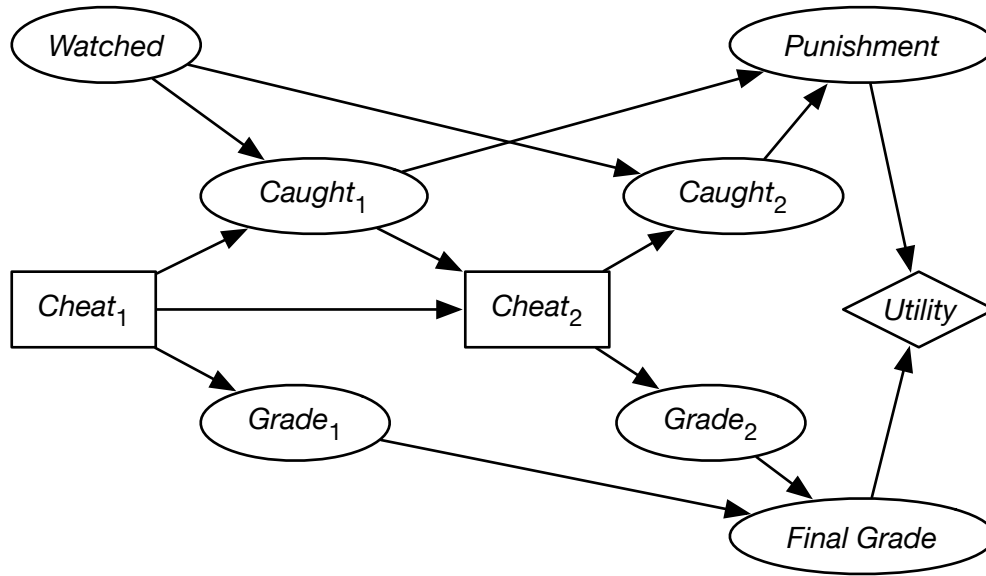 Watched
Punishment
Caught₁
Caught₂
Cheat₁
Cheat₂
Utility
Grade₁
Grade₂
Final Grade